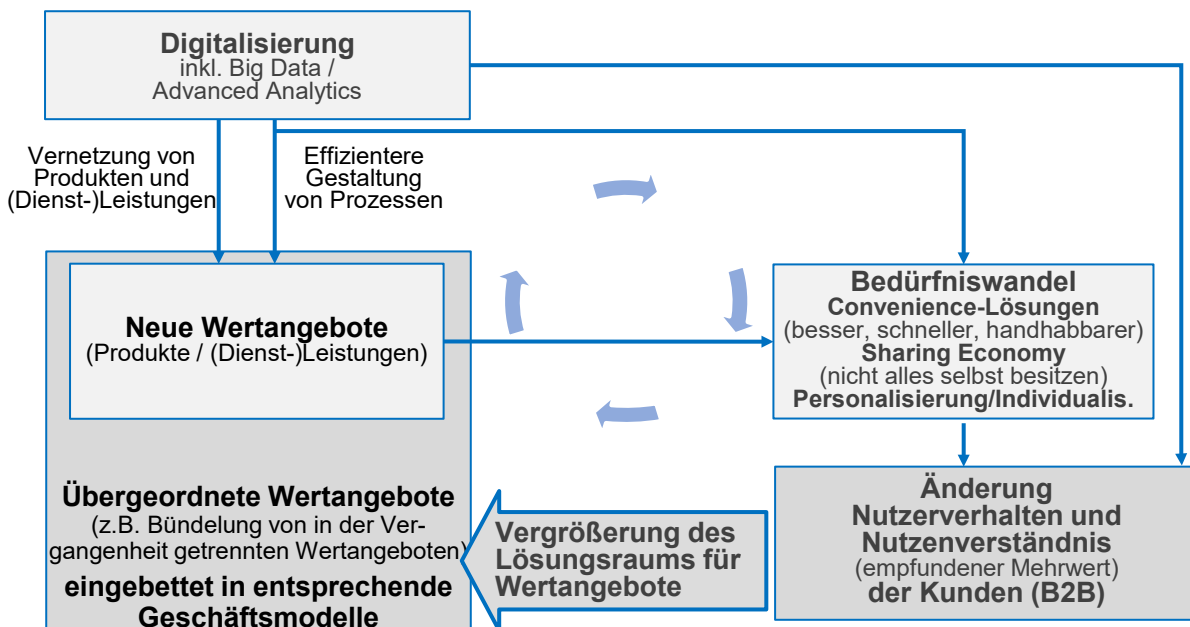 Digitalisierung
inkl. Big Data /
Advanced Analytics
Vernetzung von
Produkten und
(Dienst-)Leistungen
Effizientere
Gestaltung
von Prozessen
Neue Wertangebote
(Produkte / (Dienst-)Leistungen)
Bedürfniswandel
Convenience-Lösungen
(besser, schneller, handhabbarer)
Sharing Economy
(nicht alles selbst besitzen)
Personalisierung/Individualis.
Übergeordnete Wertangebote
(z.B. Bündelung von in der Ver-
gangenheit getrennten Wertangeboten)
eingebettet in entsprechende
Geschäftsmodelle
Vergrößerung des
Lösungsraums für
Wertangebote
Änderung
Nutzerverhalten und
Nutzenverständnis
(empfundener Mehrwert)
der Kunden (B2B)